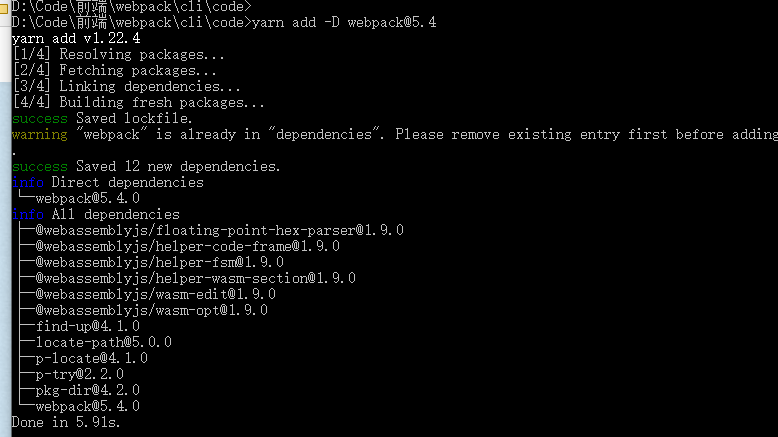 D:\Code\前端\webpack\cli\code>
D:\Code\前端\webpack\cli\code>yarn add -D webpack@5.4
yarn add v1.22.4
[1/4] Resolving packages...
[2/4] Fetching packages...
[3/4] Linking dependencies...
[4/4] Building fresh packages...
success Saved lockfile.
warning "webpack" is already in "dependencies". Please remove existing entry first before adding
.
success Saved 12 new dependencies.
info Direct dependencies
└─webpack@5.4.0
info All dependencies
├─@webassemblyjs/floating-point-hex-parser@1.9.0
├─@webassemblyjs/helper-code-frame@1.9.0
├─@webassemblyjs/helper-fsm@1.9.0
├─@webassemblyjs/helper-wasm-section@1.9.0
├─@webassemblyjs/wasm-edit@1.9.0
├─@webassemblyjs/wasm-opt@1.9.0
├─find-up@4.1.0
├─locate-path@5.0.0
├─p-locate@4.1.0
├─p-try@2.2.0
├─pkg-dir@4.2.0
└─webpack@5.4.0
Done in 5.91s.